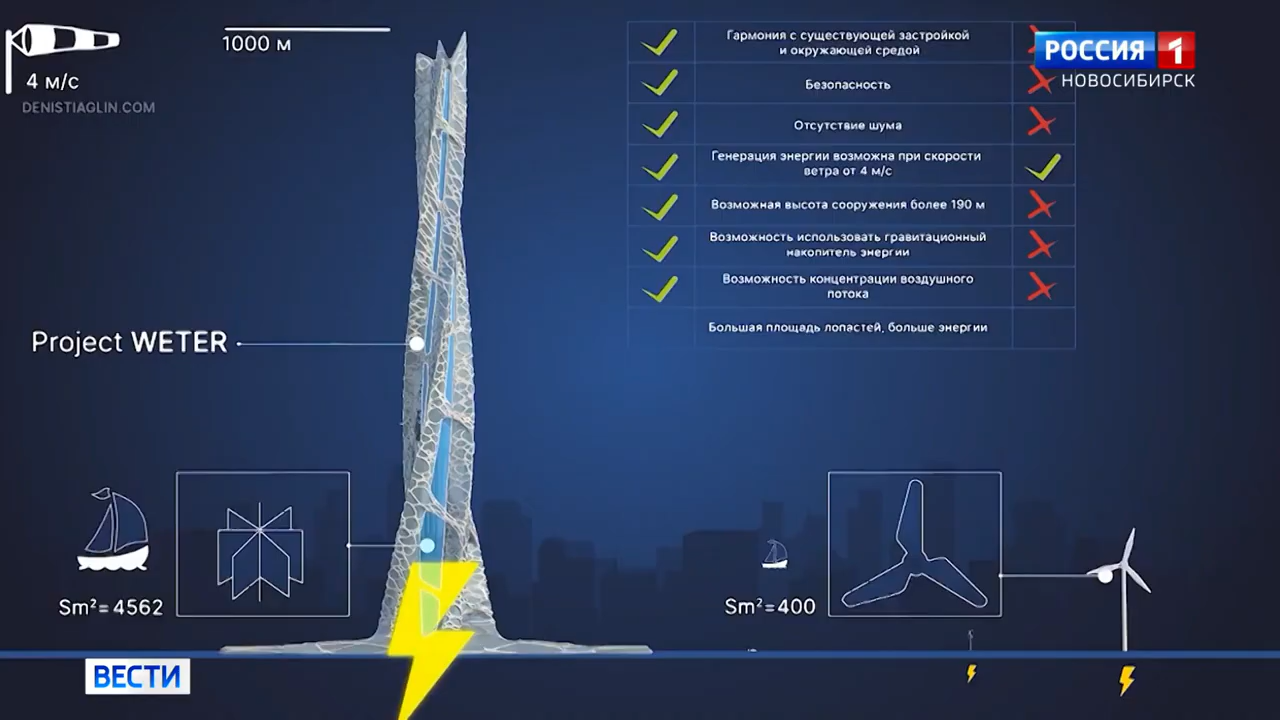 1000 м
4 м/с
DENISTIAGLIN.COM
Гармония с существующей застройкой
и окружающей средой
Безопасность
Отсутствие шума
Генерация энергии возможна при скорости
ветра от 4 м/с
Возможная высота сооружения более 190 м
Возможность использовать гравитационный
накопитель энергии
Возможность концентрации воздушного
потока
Большая площадь лопастей, больше энергии
РОССИЯ 1
НОВОСИБИРСК
Project WETER
Sm²=4562
Sm²=400
ВЕСТИ